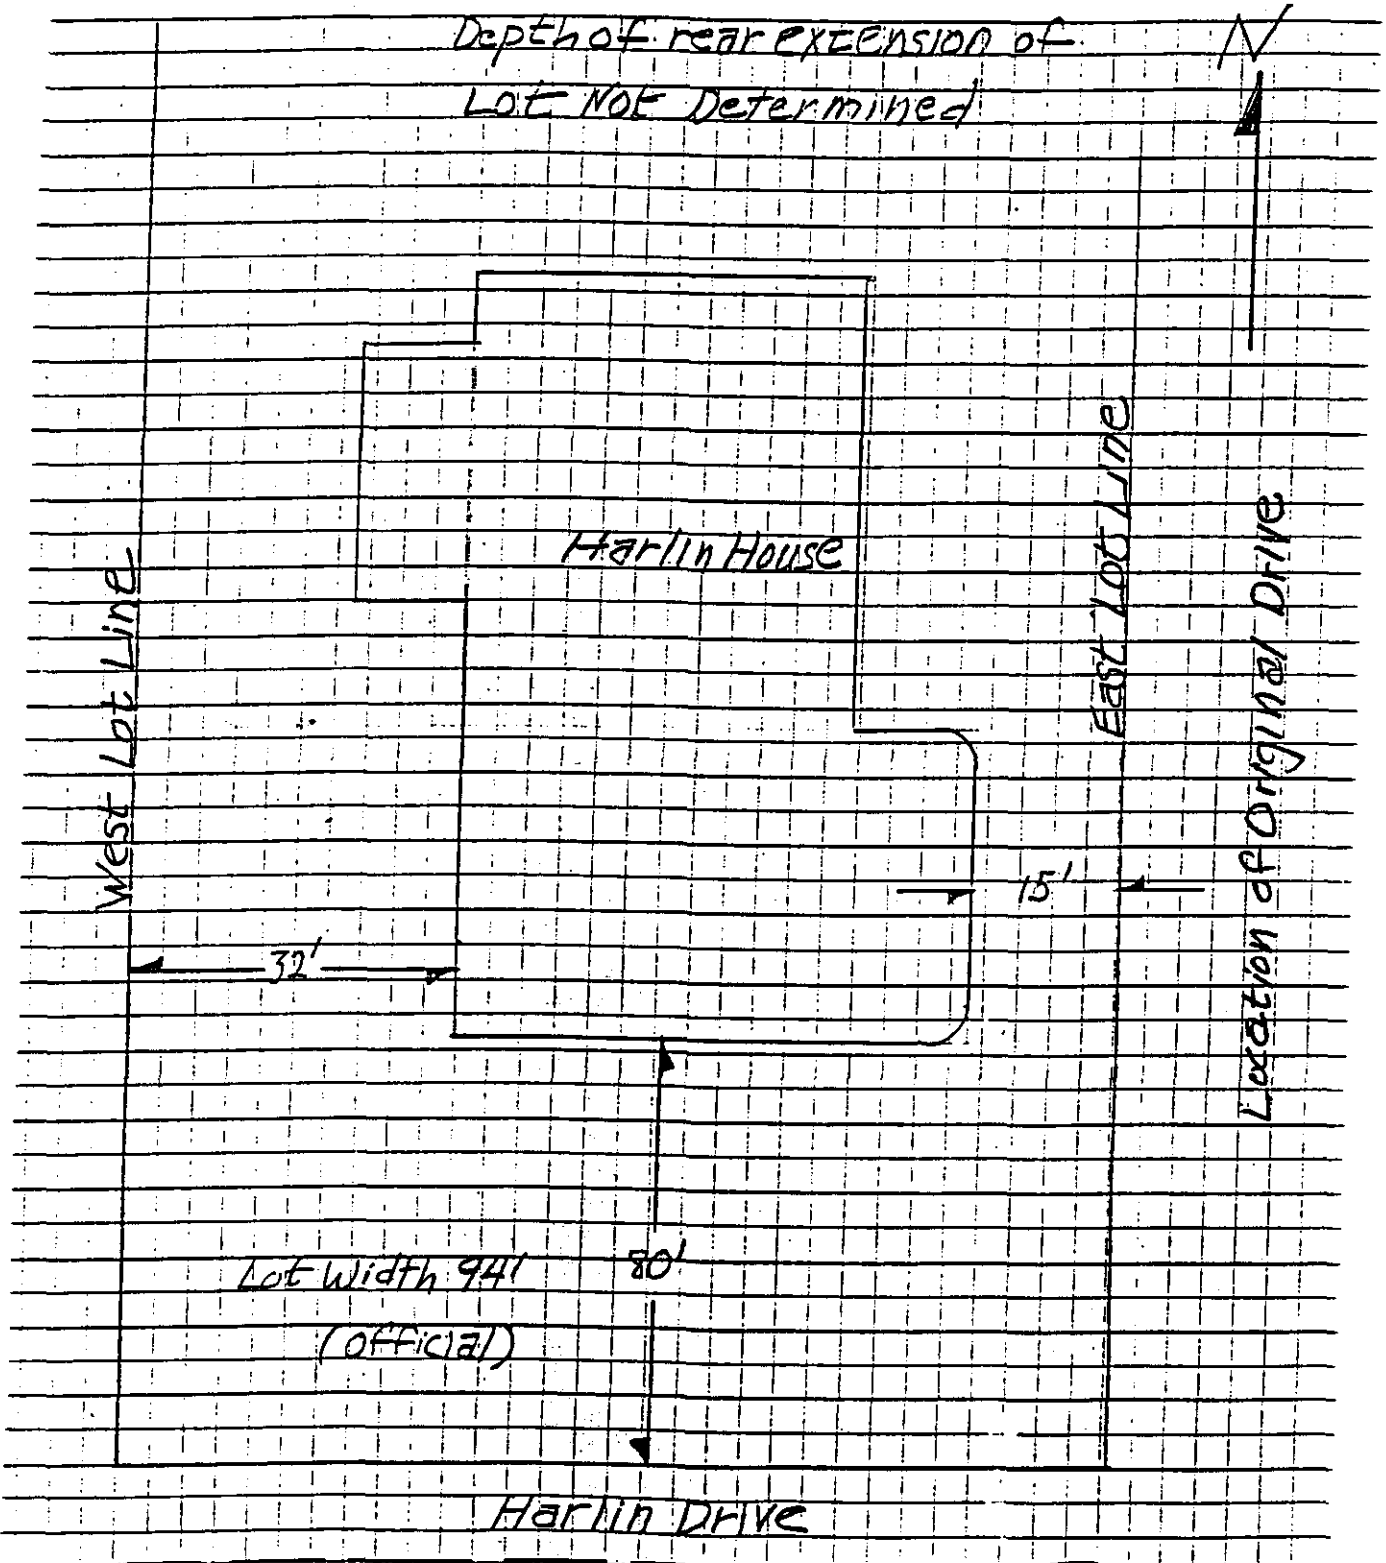 Depth of rear extension of
Lot Not Determined
N
Harlin House
West Lot Line
East Lot Line
Location of Original Drive
15'
32'
80'
Lot Width 94'
(official)
Harlin Drive